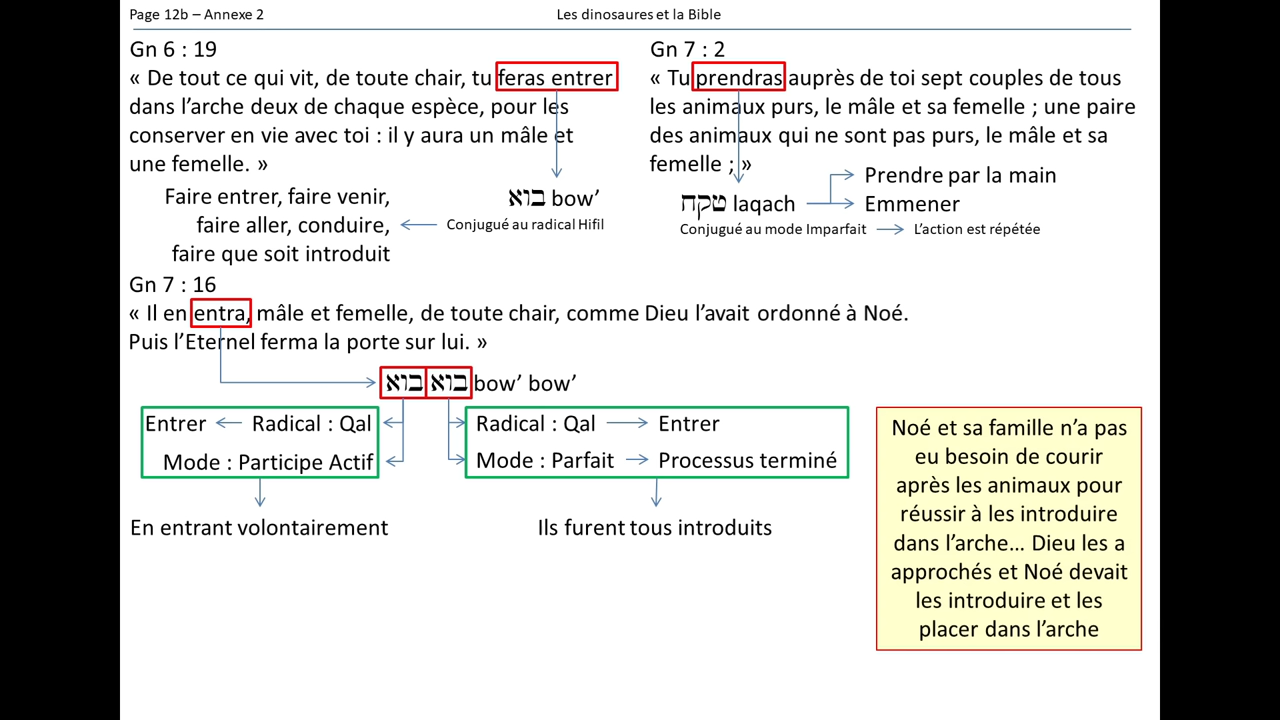 Page 12b – Annexe 2
Les dinosaures et la Bible
Gn 6 : 19
« De tout ce qui vit, de toute chair, tu feras entrer
dans l’arche deux de chaque espèce, pour les
conserver en vie avec toi : il y aura un mâle et
une femelle. »
בוא bow’
Conjugué au radical Hifil
Faire entrer, faire venir,
faire aller, conduire,
faire que soit introduit
Gn 7 : 2
« Tu prendras auprès de toi sept couples de tous
les animaux purs, le mâle et sa femelle ; une paire
des animaux qui ne sont pas purs, le mâle et sa
femelle ; »
טקח laqach
Prendre par la main
Emmener
Conjugué au mode Imparfait
L’action est répétée
Gn 7 : 16
« Il en entra, mâle et femelle, de toute chair, comme Dieu l’avait ordonné à Noé.
Puis l’Eternel ferma la porte sur lui. »
בוא בוא bow’ bow’
Entrer Radical : Qal
Mode : Participe Actif
En entrant volontairement
Radical : Qal Entrer
Mode : Parfait Processus terminé
Ils furent tous introduits
Noé et sa famille n’a pas
eu besoin de courir
après les animaux pour
réussir à les introduire
dans l’arche… Dieu les a
approchés et Noé devait
les introduire et les
placer dans l’arche